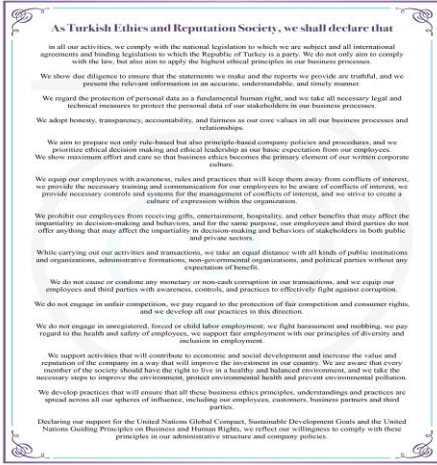 As Turkish Ethics and Reputation Society, we shall declare that
in all our activities, we comply with the national legislation to which we are subject and all international
agreements and binding legislation to which the Republic of Turkey is a party. We do not only aim to comply
with the law, but also aim to apply the highest ethical principles in our business processes.
We show due diligence to ensure that the statements we make and the reports we provide are truthful, and we
present the relevant information in an accurate, understandable, and timely manner.
We regard the protection of personal data as a fundamental human right, and we take all necessary legal and
technical measures to protect the personal data of our stakeholders in our business processes.
We adopt honesty, transparency, accountability, and fairness as our core values in all our business processes and
relationships.
We aim to prepare not only rule-based but also principle-based company policies and procedures, and we
prioritize ethical decision making and ethical leadership as our basic expectation from our employees.
We show maximum effort and care so that business ethics becomes the primary element of our written corporate
culture.
We equip our employees with awareness, rules and practices that will keep them away from conflicts of interest,
we provide the necessary training and communication for our employees to be aware of conflicts of interest, we
provide necessary controls and systems for the management of conflicts of interest, and we strive to create a
culture of expression within the organization.
We prohibit our employees from receiving gifts, entertainment, hospitality, and other benefits that may affect the
impartiality in decision-making and behaviors, and for the same purpose, our employees and third parties do not
offer anything that may affect the impartiality in decision-making and behaviors of stakeholders in both public
and private sectors.
While carrying out our activities and transactions, we take an equal distance with all kinds of public institutions
and organizations, administrative formations, non-governmental organizations, and political parties without any
expectation of benefit.
We do not cause or condone any monetary or non-cash corruption in our transactions, and we equip our
employees and third parties with awareness, controls, and practices to effectively fight against corruption.
We do not engage in unfair competition, we pay regard to the protection of fair competition and consumer rights,
and we develop all our practices in this direction.
We do not engage in unregistered, forced or child labor employment; we fight harassment and mobbing, we pay
regard to the health and safety of employees, we support fair employment with our principles of diversity and
inclusion in employment.
We support activities that will contribute to economic and social development and increase the value and
reputation of the company in a way that will improve the investment in our country. We are aware that every
member of the society should have the right to live in a healthy and balanced environment, and we take the
necessary steps to improve the environment, protect environmental health and prevent environmental pollution.
We develop practices that will ensure that all these business ethics principles, understandings and practices are
spread across all our spheres of influence, including our employees, customers, business partners and third
parties.
Declaring our support for the United Nations Global Compact, Sustainable Development Goals and the United
Nations Guiding Principles on Business and Human Rights, we reflect our willingness to comply with these
principles in our administrative structure and company policies.